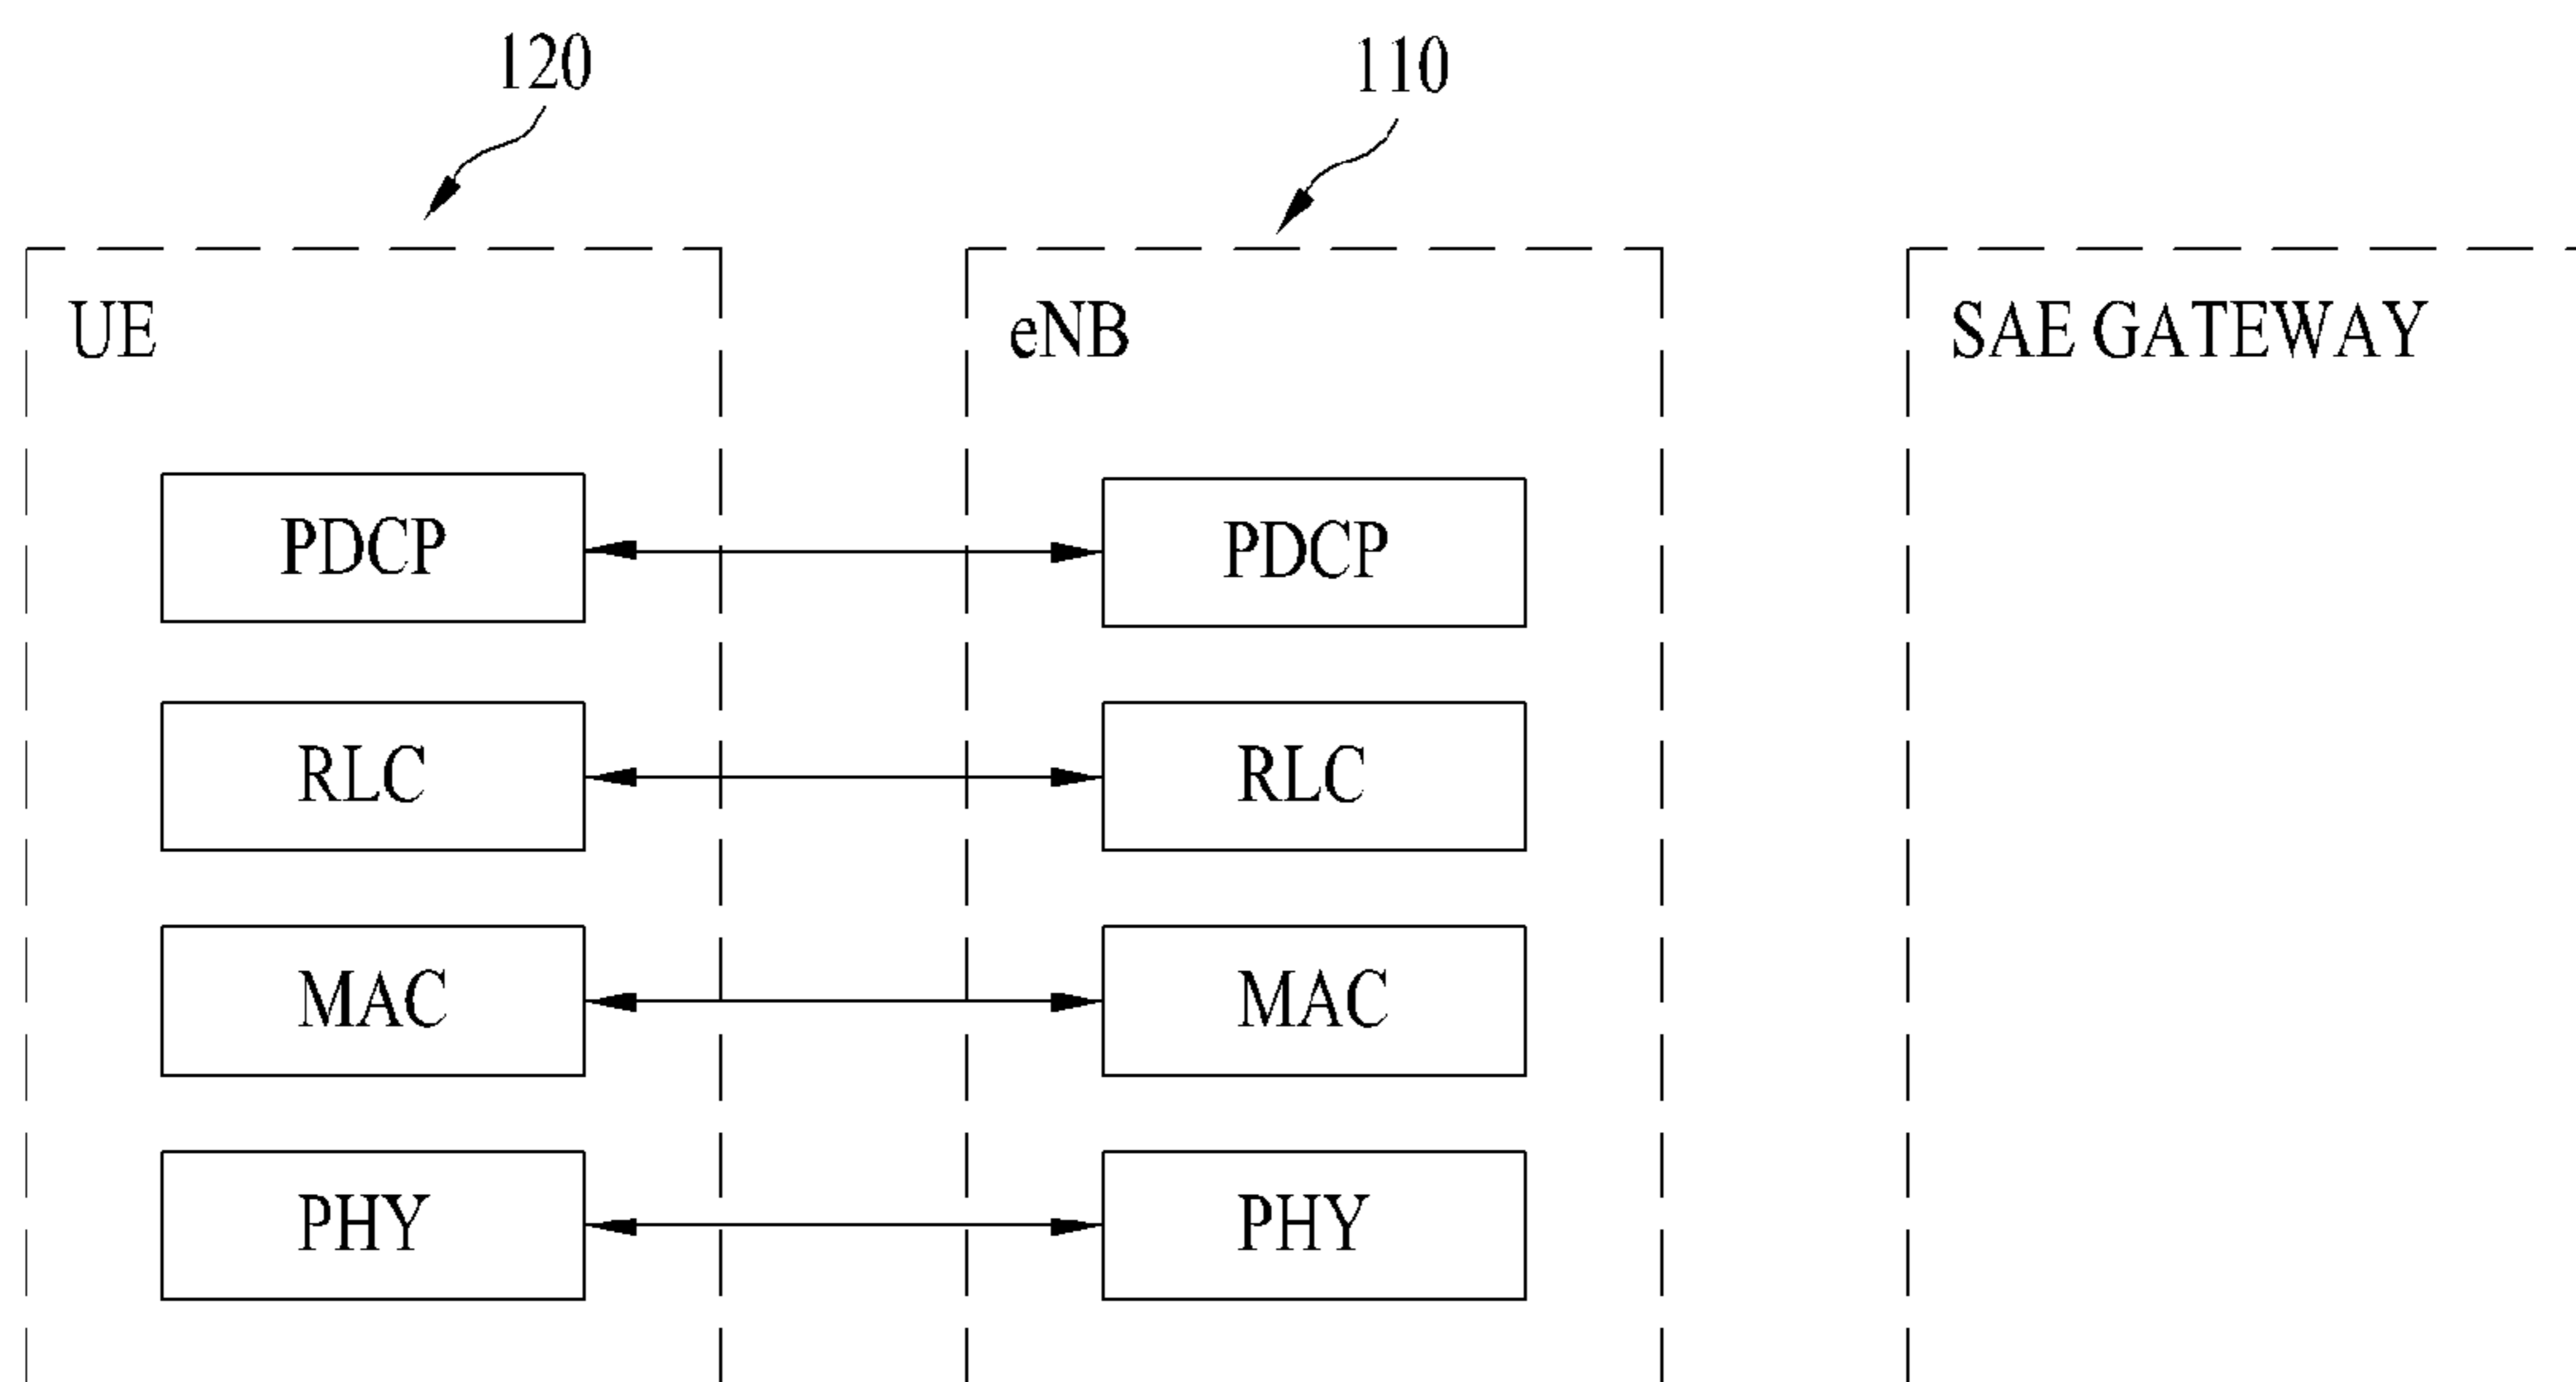 120
110
UE
eNB
SAE GATEWAY
PDCP
PDCP
RLC
RLC
MAC
MAC
PHY
PHY